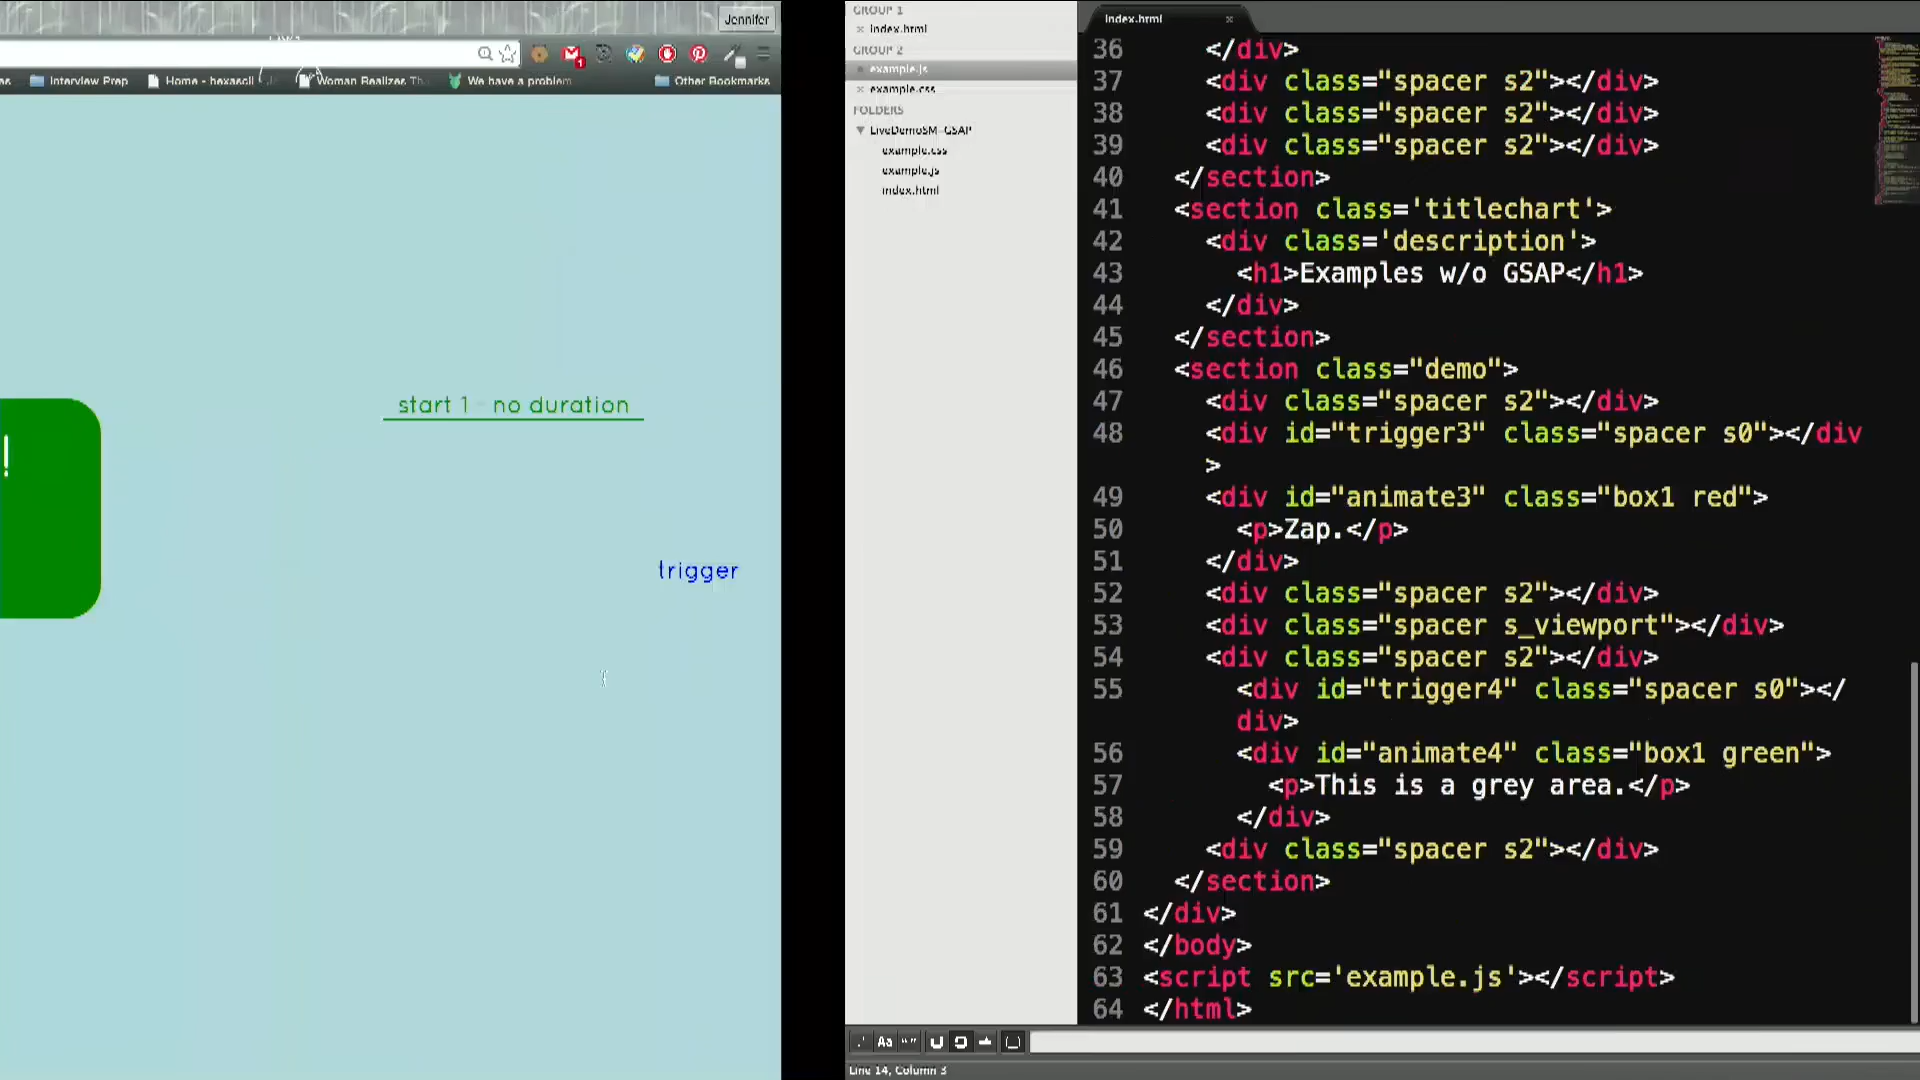 Jennifer
1
es
Interview Prep
Home - hexascii
Woman Realizes Th...
We have a problem
Other Bookmarks
!
start 1 - no duration
trigger
GROUP 1
× index.html
GROUP 2
example.js
× example.css
FOLDERS
▼ LiveDemoSM-GSAP
example.css
example.js
index.html
index.html ×
36 </div>
37 <div class="spacer s2"></div>
38 <div class="spacer s2"></div>
39 <div class="spacer s2"></div>
40 </section>
41 <section class='titlechart'>
42 <div class='description'>
43 <h1>Examples w/o GSAP</h1>
44 </div>
45 </section>
46 <section class="demo">
47 <div class="spacer s2"></div>
48 <div id="trigger3" class="spacer s0"></div
>
49 <div id="animate3" class="box1 red">
50 <p>Zap.</p>
51 </div>
52 <div class="spacer s2"></div>
53 <div class="spacer s_viewport"></div>
54 <div class="spacer s2"></div>
55 <div id="trigger4" class="spacer s0"></
div>
56 <div id="animate4" class="box1 green">
57 <p>This is a grey area.</p>
58 </div>
59 <div class="spacer s2"></div>
60 </section>
61 </div>
62 </body>
63 <script src='example.js'></script>
64 </html>
.* Aa “”
Line 14, Column 3